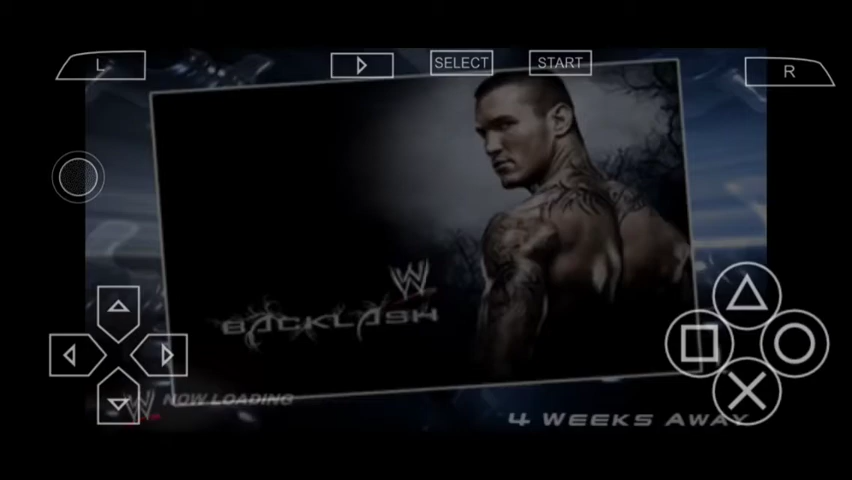 L
SELECT
START
R
W
BACKLASH
W NOW LOADING
4 WEEKS AWAY